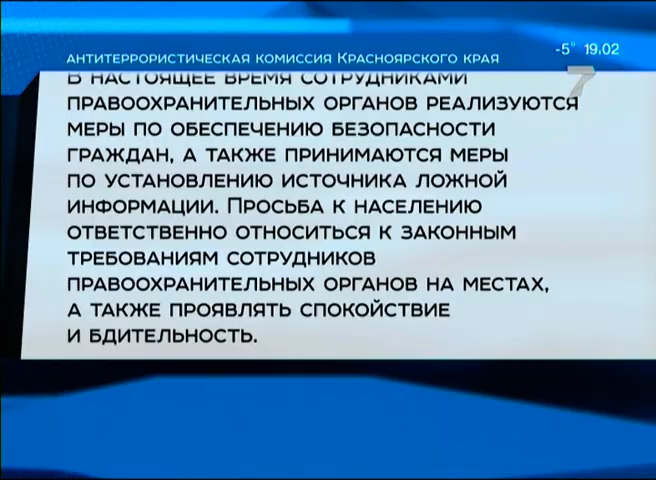 -5° 19.02
АНТИТЕРРОРИСТИЧЕСКАЯ КОМИССИЯ КРАСНОЯРСКОГО КРАЯ
7
В НАСТОЯЩЕЕ ВРЕМЯ СОТРУДНИКАМИ
ПРАВООХРАНИТЕЛЬНЫХ ОРГАНОВ РЕАЛИЗУЮТСЯ
МЕРЫ ПО ОБЕСПЕЧЕНИЮ БЕЗОПАСНОСТИ
ГРАЖДАН, А ТАКЖЕ ПРИНИМАЮТСЯ МЕРЫ
ПО УСТАНОВЛЕНИЮ ИСТОЧНИКА ЛОЖНОЙ
ИНФОРМАЦИИ. ПРОСЬБА К НАСЕЛЕНИЮ
ОТВЕТСТВЕННО ОТНОСИТЬСЯ К ЗАКОННЫМ
ТРЕБОВАНИЯМ СОТРУДНИКОВ
ПРАВООХРАНИТЕЛЬНЫХ ОРГАНОВ НА МЕСТАХ,
А ТАКЖЕ ПРОЯВЛЯТЬ СПОКОЙСТВИЕ
И БДИТЕЛЬНОСТЬ.